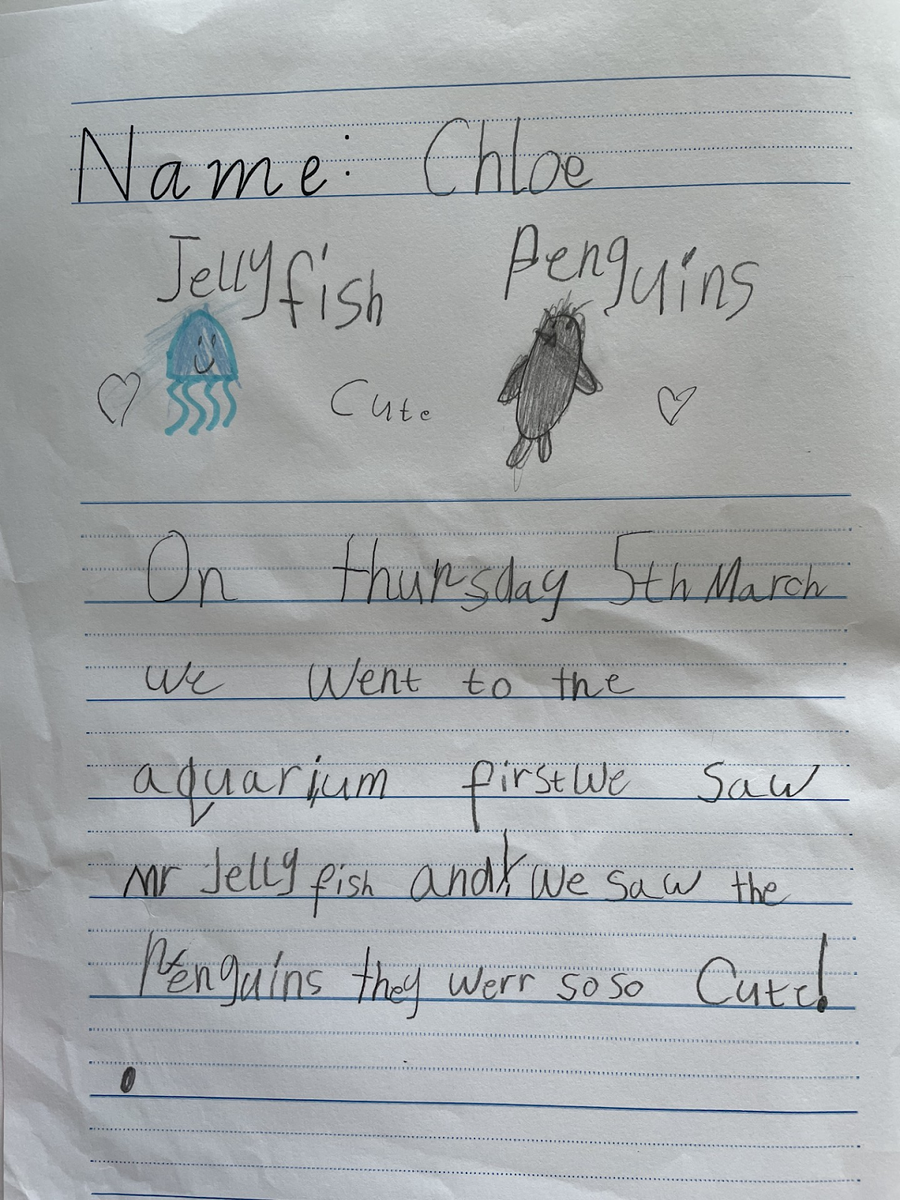 Name: Chloe
Jellyfish Penguins
Cute
On thursday 5th March
we Went to the
aquarium first We saw
Mr Jelly fish and We saw the
Penguins they werr so so Cute!